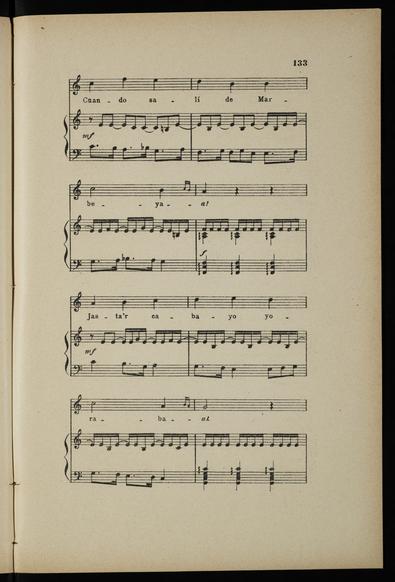 133
Cuan - do sa - lí de Mar -
mf
be - ya - a!
f
Jas - ta'r ca - ba - yo yo -
mf
ra - ba - a!